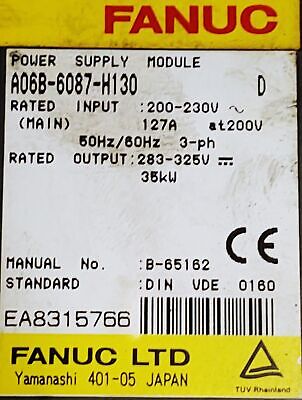 FANUC
POWER SUPPLY MODULE
A06B-6087-H130 D
RATED INPUT :200-230V ~
(MAIN) 127A at200V
50Hz/60Hz 3-ph
RATED OUTPUT:283-325V ⎓
35kW
CE
MANUAL No. :B-65162
STANDARD :DIN VDE 0160
EA8315766
FANUC LTD
Yamanashi 401-05 JAPAN
TÜV Rheinland